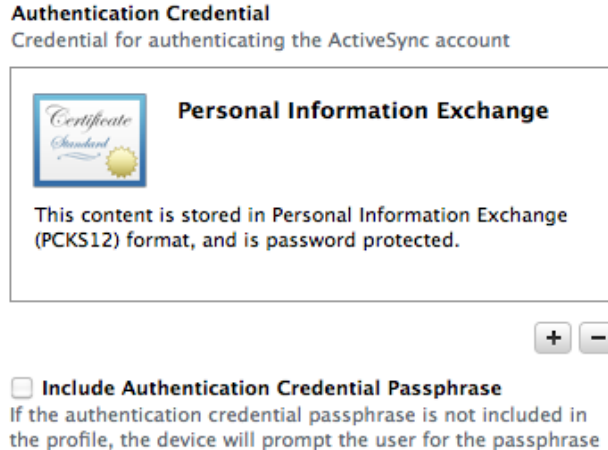 Authentication Credential
Credential for authenticating the ActiveSync account
Certificate
Standard
Personal Information Exchange
This content is stored in Personal Information Exchange
(PCKS12) format, and is password protected.
+ −
Include Authentication Credential Passphrase
If the authentication credential passphrase is not included in
the profile, the device will prompt the user for the passphrase